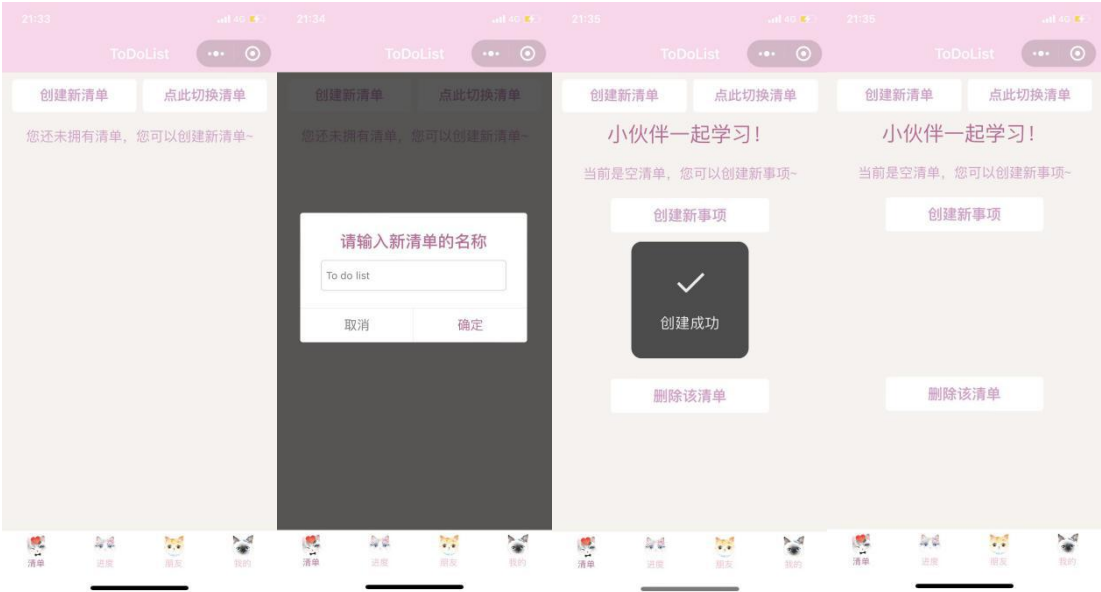 21:33
4G
ToDoList
创建新清单
点此切换清单
您还未拥有清单，您可以创建新清单~
清单
进度
朋友
我的
21:34
4G
ToDoList
创建新清单
点此切换清单
您还未拥有清单，您可以创建新清单~
请输入新清单的名称
To do list
取消
确定
清单
进度
朋友
我的
21:35
4G
ToDoList
创建新清单
点此切换清单
小伙伴一起学习！
当前是空清单，您可以创建新事项~
创建新事项
创建成功
删除该清单
清单
进度
朋友
我的
21:35
4G
ToDoList
创建新清单
点此切换清单
小伙伴一起学习！
当前是空清单，您可以创建新事项~
创建新事项
删除该清单
清单
进度
朋友
我的